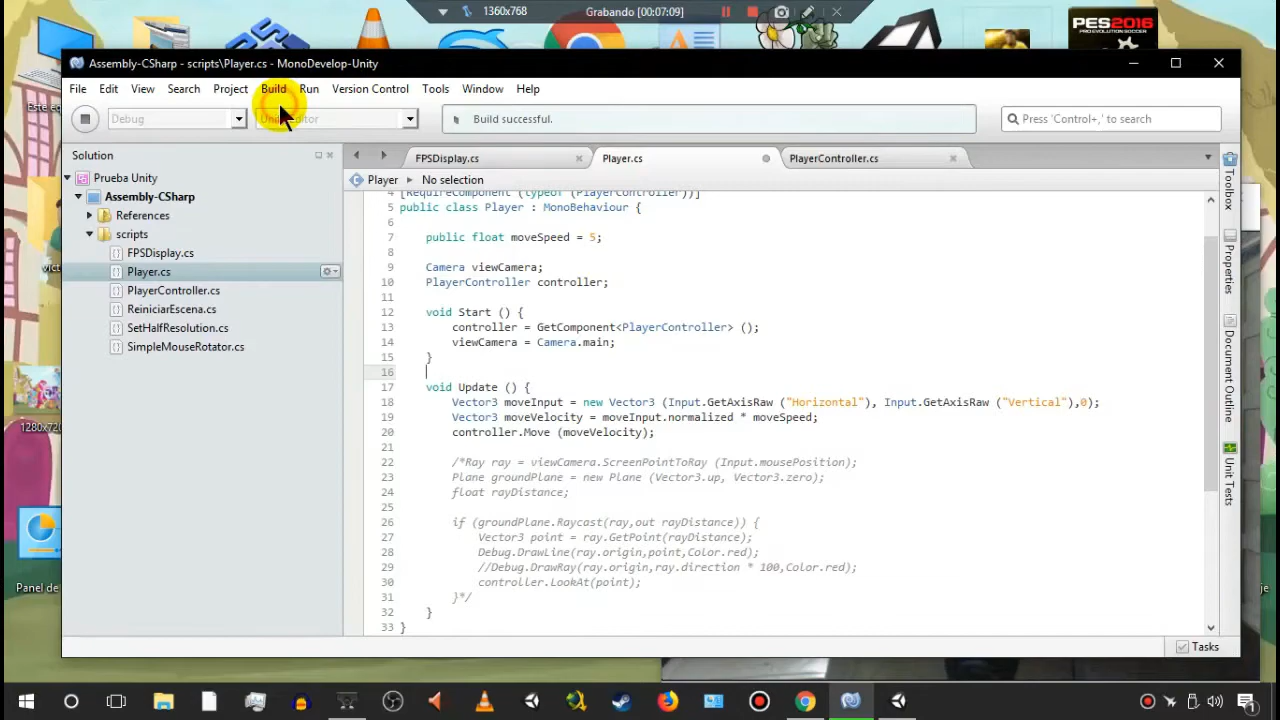 1360x768
Grabando [00:07:09]
PES2016
PRO EVOLUTION SOCCER
Assembly-CSharp - scripts\Player.cs - MonoDevelop-Unity
File Edit View Search Project Build Run Version Control Tools Window Help
Debug
Build successful.
Press 'Control+,' to search
Solution
FPSDisplay.cs
Player.cs
PlayerController.cs
Player
No selection
Prueba Unity
Assembly-CSharp
References
scripts
FPSDisplay.cs
Player.cs
PlayerController.cs
ReiniciarEscena.cs
SetHalfResolution.cs
SimpleMouseRotator.cs
4 [RequireComponent (typeof (PlayerController))]
5 public class Player : MonoBehaviour {
6
7 public float moveSpeed = 5;
8
9 Camera viewCamera;
10 PlayerController controller;
11
12 void Start () {
13 controller = GetComponent<PlayerController> ();
14 viewCamera = Camera.main;
15 }
16
17 void Update () {
18 Vector3 moveInput = new Vector3 (Input.GetAxisRaw ("Horizontal"), Input.GetAxisRaw ("Vertical"),0);
19 Vector3 moveVelocity = moveInput.normalized * moveSpeed;
20 controller.Move (moveVelocity);
21
22 /*Ray ray = viewCamera.ScreenPointToRay (Input.mousePosition);
23 Plane groundPlane = new Plane (Vector3.up, Vector3.zero);
24 float rayDistance;
25
26 if (groundPlane.Raycast(ray,out rayDistance)) {
27 Vector3 point = ray.GetPoint(rayDistance);
28 Debug.DrawLine(ray.origin,point,Color.red);
29 //Debug.DrawRay(ray.origin,ray.direction * 100,Color.red);
30 controller.LookAt(point);
31 }*/
32 }
33 }
Toolbox
Properties
Document Outline
Unit Tests
Tasks
1280x720
Panel de